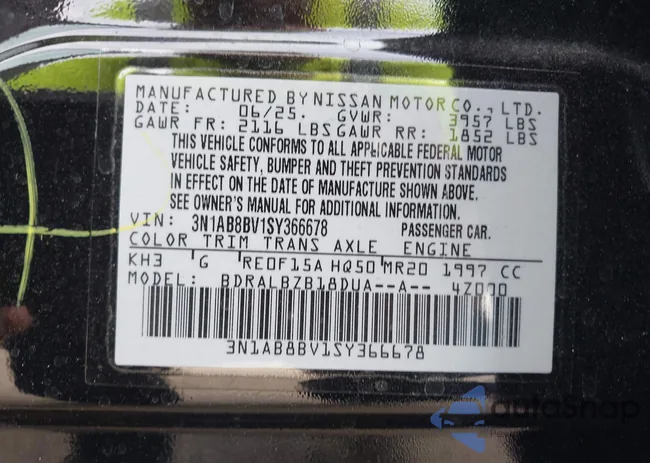 MANUFACTURED BY NISSAN MOTOR CO., LTD.
DATE: 06/25. GVWR: 3957 LBS
GAWR FR: 2116 LBS GAWR RR: 1852 LBS
THIS VEHICLE CONFORMS TO ALL APPLICABLE FEDERAL MOTOR
VEHICLE SAFETY, BUMPER AND THEFT PREVENTION STANDARDS
IN EFFECT ON THE DATE OF MANUFACTURE SHOWN ABOVE.
SEE OWNER'S MANUAL FOR ADDITIONAL INFORMATION.
VIN: 3N1AB8BV1SY366678 PASSENGER CAR.
COLOR TRIM TRANS AXLE ENGINE
KH3 G RE0F15A HQ50 MR20 1997 CC
MODEL: BDRALBZB18DUA--A-- 4Z000
3N1AB8BV1SY366678
autoSnap